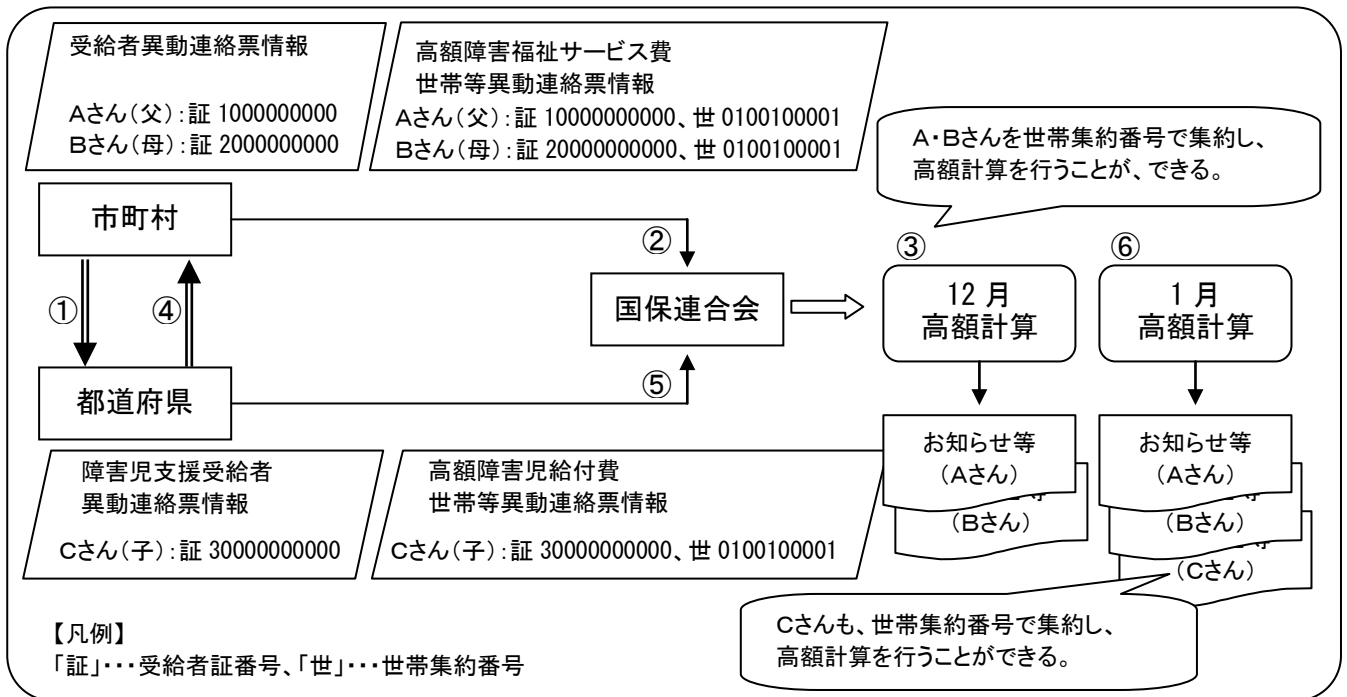 受給者異動連絡票情報
Aさん(父):証 1000000000
Bさん(母):証 2000000000
高額障害福祉サービス費
世帯等異動連絡票情報
Aさん(父):証 10000000000、世 0100100001
Bさん(母):証 20000000000、世 0100100001
A・Bさんを世帯集約番号で集約し、
高額計算を行うことが、できる。
市町村
①
④
都道府県
②
⑤
国保連合会
③
12 月
高額計算
⑥
1 月
高額計算
お知らせ等
(Aさん)
(Bさん)
お知らせ等
(Aさん)
(Bさん)
(Cさん)
障害児支援受給者
異動連絡票情報
Cさん(子):証 30000000000
高額障害児給付費
世帯等異動連絡票情報
Cさん(子):証 30000000000、世 0100100001
Cさんも、世帯集約番号で集約し、
高額計算を行うことができる。
【凡例】
「証」・・・受給者証番号、「世」・・・世帯集約番号